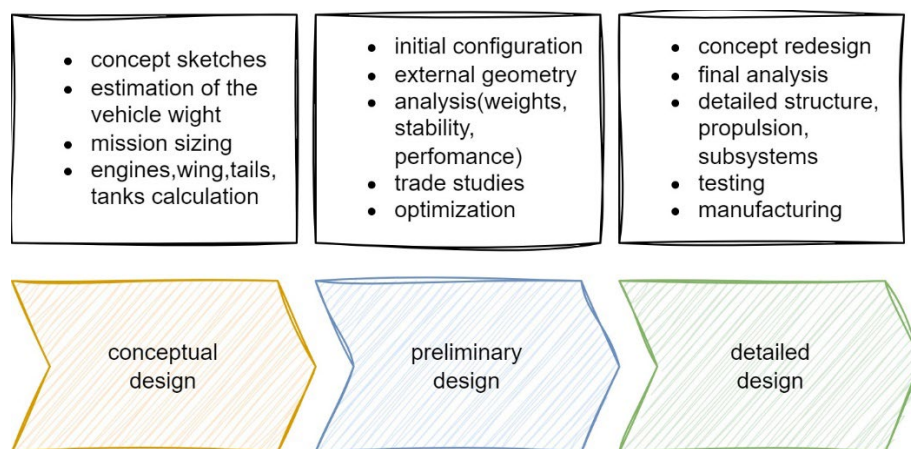 • concept sketches
• estimation of the
vehicle wight
• mission sizing
• engines,wing,tails,
tanks calculation
• initial configuration
• external geometry
• analysis(weights,
stability,
perfomance)
• trade studies
• optimization
• concept redesign
• final analysis
• detailed structure,
propulsion,
subsystems
• testing
• manufacturing
conceptual
design
preliminary
design
detailed
design